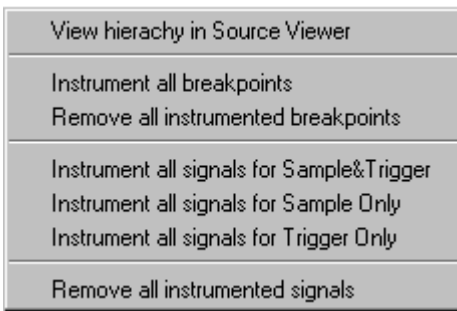 View hierachy in Source Viewer
Instrument all breakpoints
Remove all instrumented breakpoints
Instrument all signals for Sample&Trigger
Instrument all signals for Sample Only
Instrument all signals for Trigger Only
Remove all instrumented signals